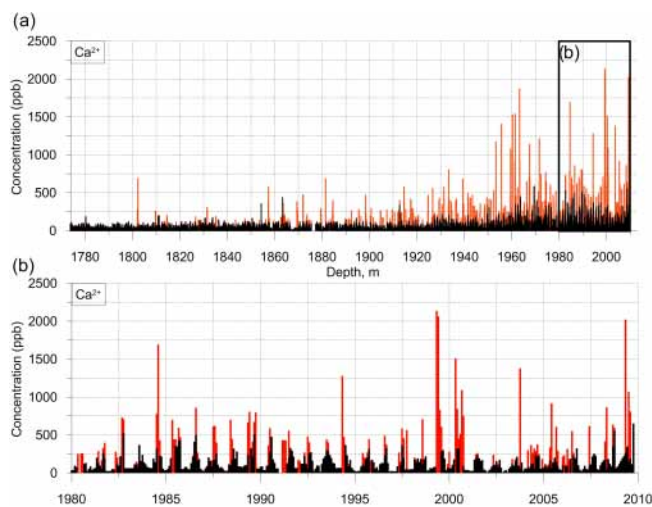 (a)
Ca²⁺
(b)
Concentration (ppb)
2500
2000
1500
1000
500
0
1780 1800 1820 1840 1860 1880 1900 1920 1940 1960 1980 2000
Depth, m
(b)
Ca²⁺
Concentration (ppb)
2500
2000
1500
1000
500
0
1980 1985 1990 1995 2000 2005 2010